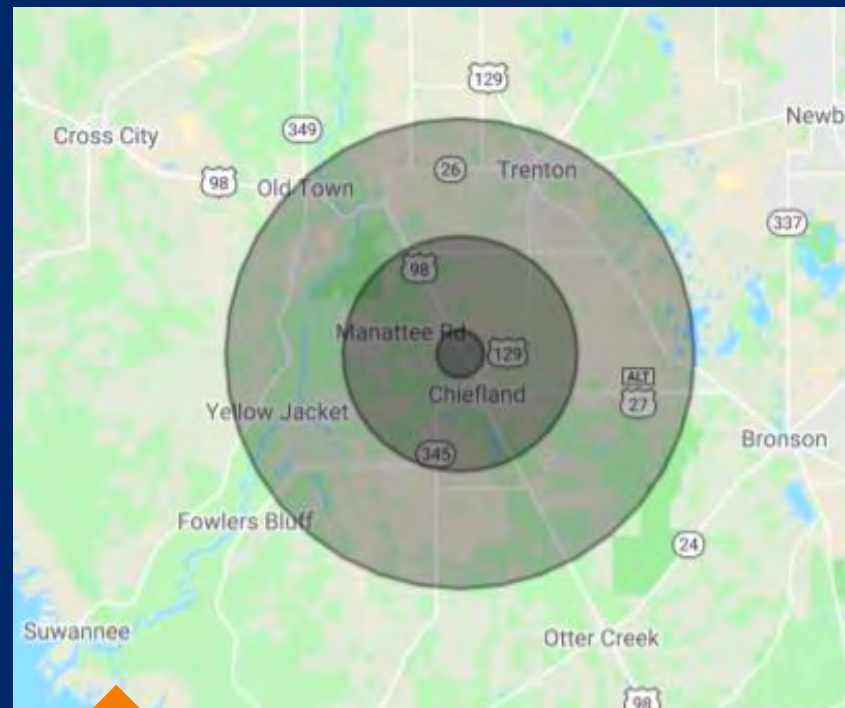 129
Newb
349
Cross City
26
Trenton
98
Old Town
337
98
Manattee Rd
129
ALT
27
Chiefland
Yellow Jacket
Bronson
345
Fowlers Bluff
24
Suwannee
Otter Creek
98